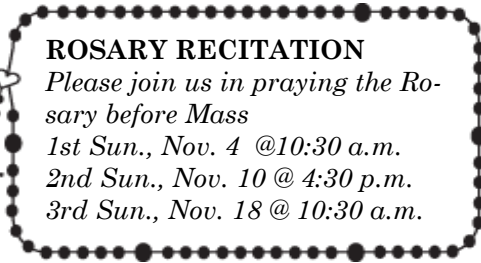 ROSARY RECITATION
Please join us in praying the Ro-
sary before Mass
1st Sun., Nov. 4  @10:30 a.m.
2nd Sun., Nov. 10 @ 4:30 p.m.
3rd Sun., Nov. 18 @ 10:30 a.m.